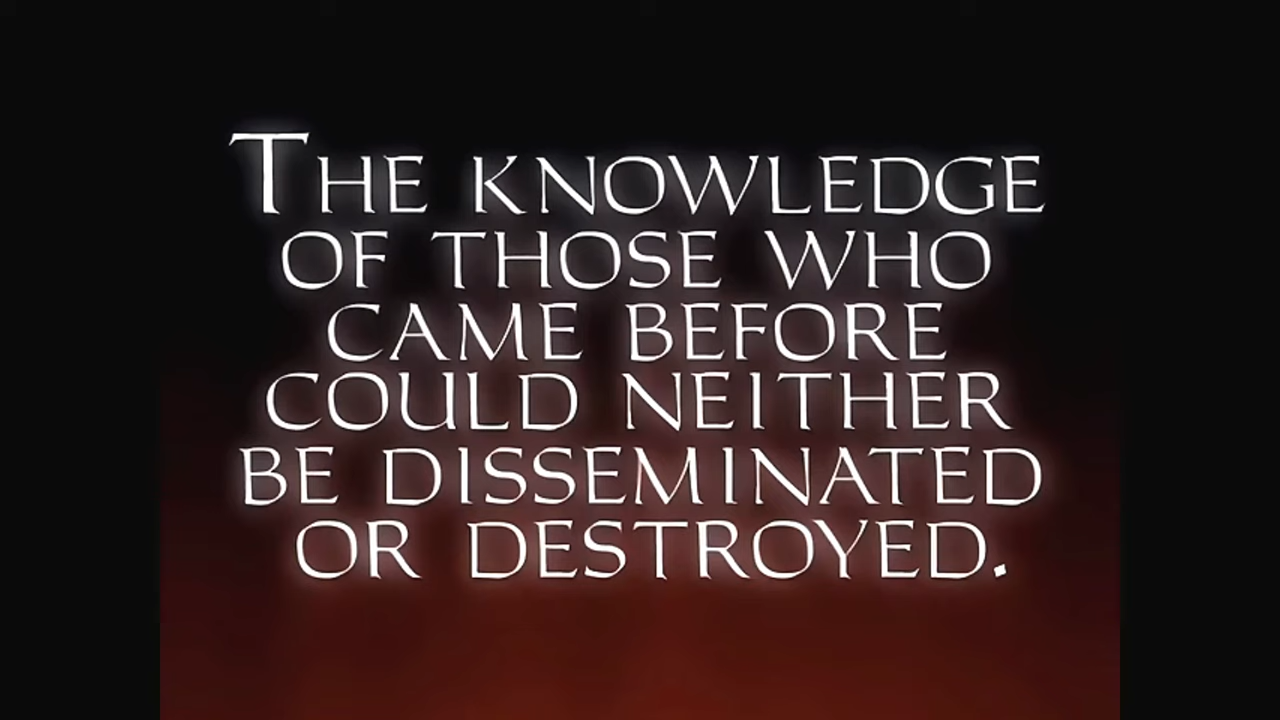 THE KNOWLEDGE
OF THOSE WHO
CAME BEFORE
COULD NEITHER
BE DISSEMINATED
OR DESTROYED.